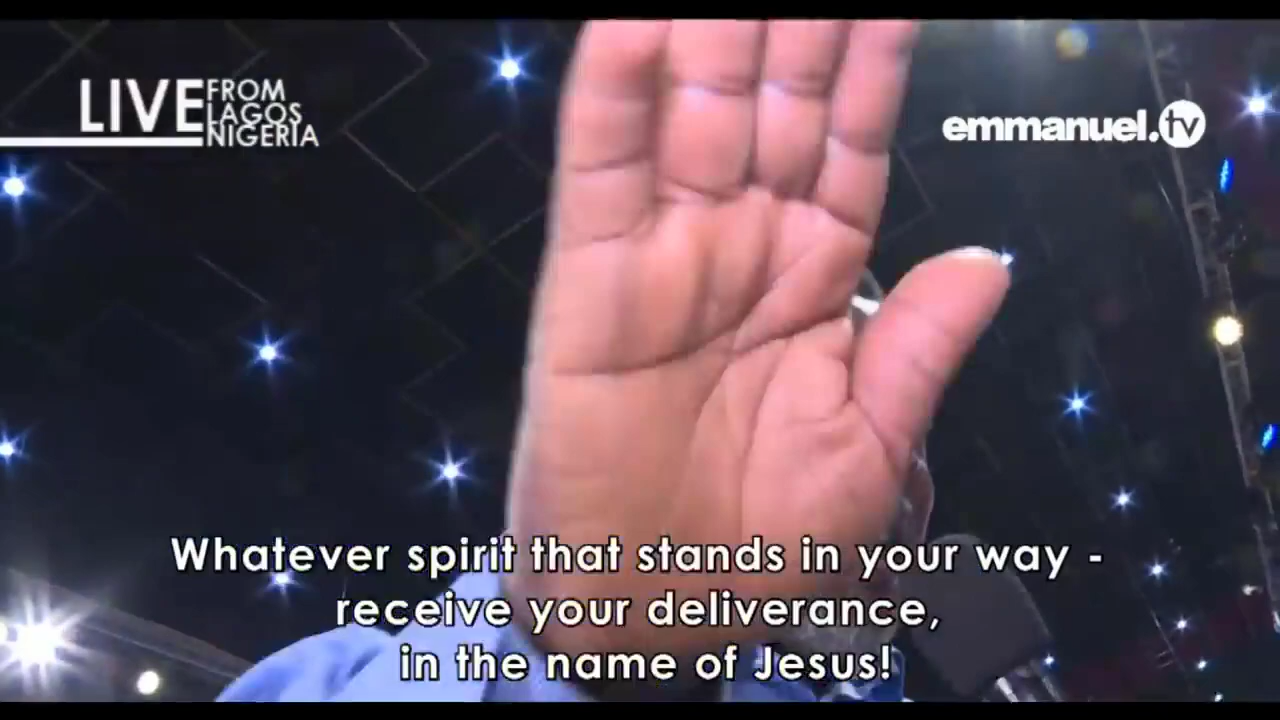 LIVE FROM
LAGOS
NIGERIA
emmanuel.tv
Whatever spirit that stands in your way -
receive your deliverance,
in the name of Jesus!